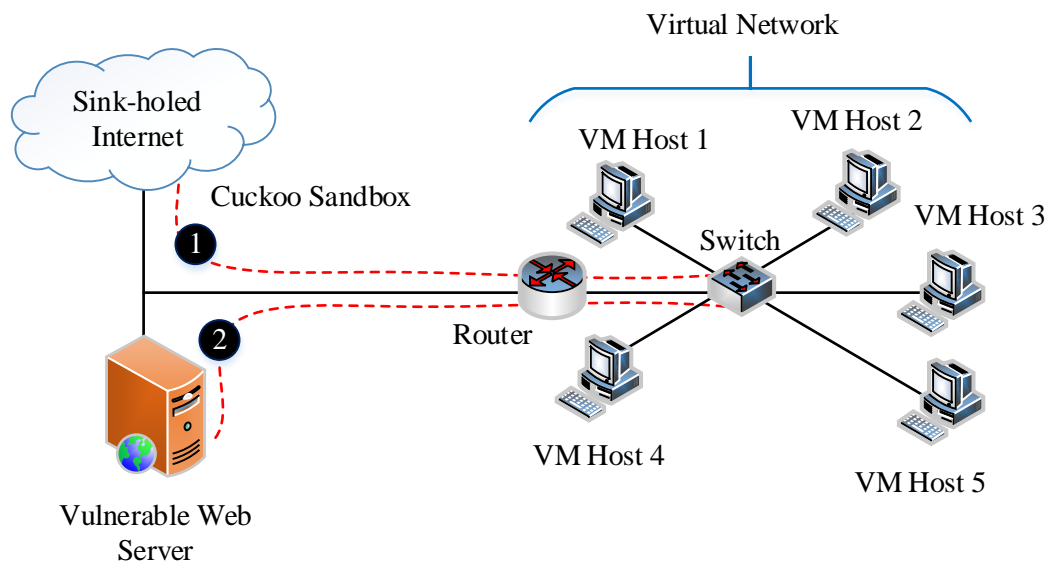 Virtual Network
Sink-holed
Internet
VM Host 1
VM Host 2
Cuckoo Sandbox
VM Host 3
1
Switch
Router
2
VM Host 4
VM Host 5
Vulnerable Web
Server